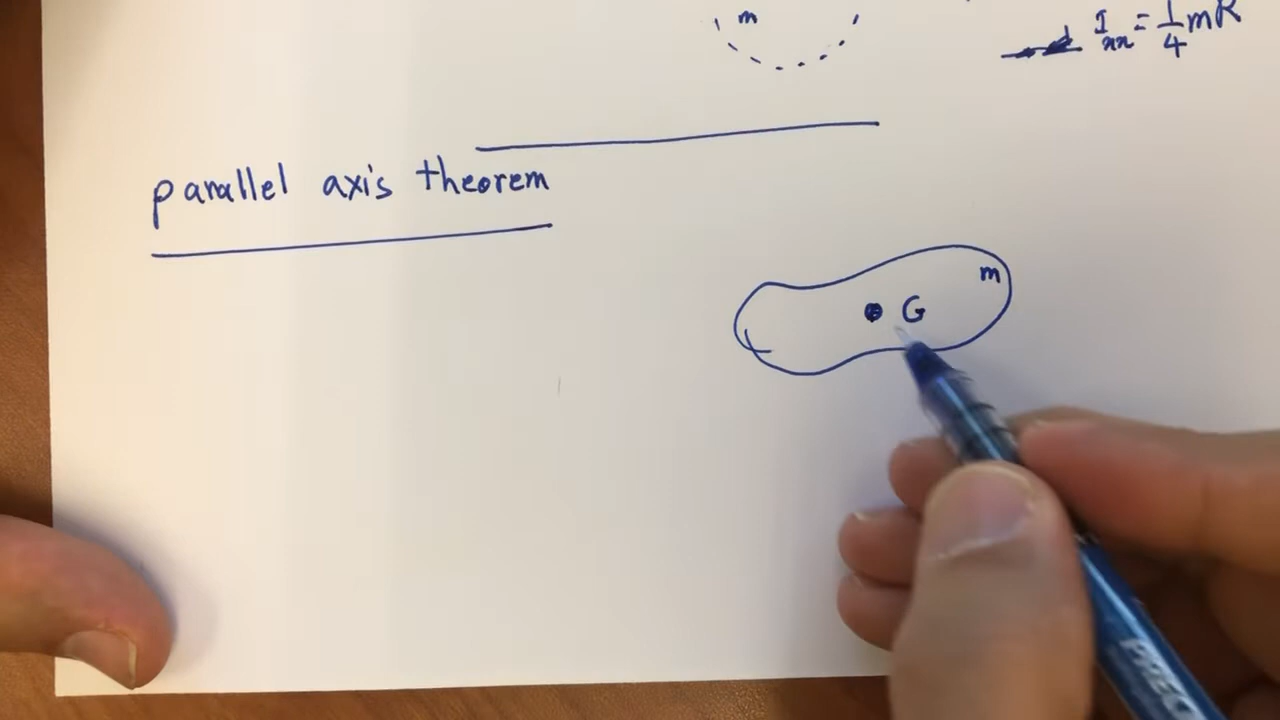 m
I_xx = 1/4 mR
parallel axis theorem
m
G